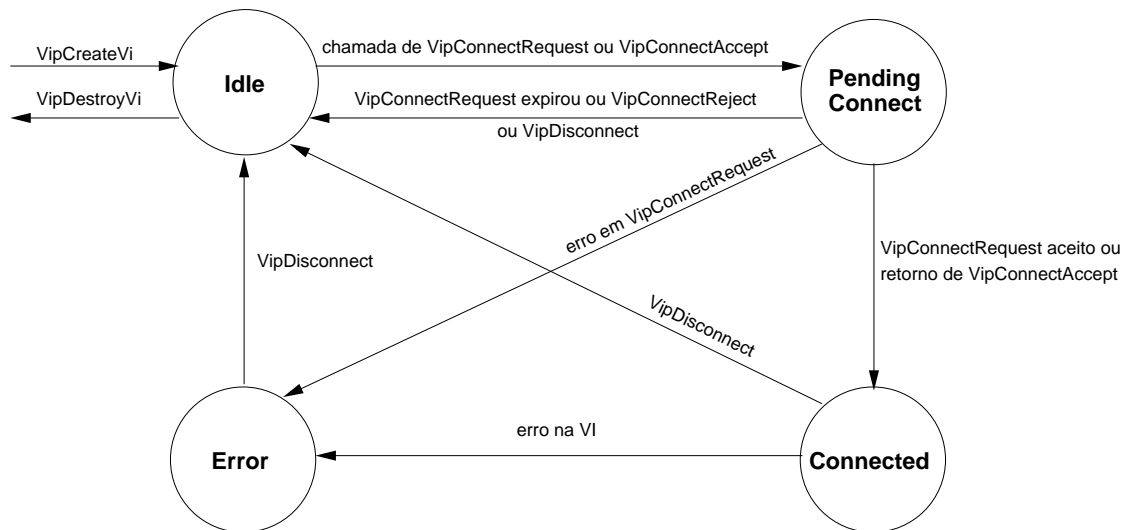 VipCreateVi
VipDestroyVi
Idle
chamada de VipConnectRequest ou VipConnectAccept
VipConnectRequest expirou ou VipConnectReject
ou VipDisconnect
Pending
Connect
erro em VipConnectRequest
VipConnectRequest aceito ou
retorno de VipConnectAccept
VipDisconnect
VipDisconnect
Error
erro na VI
Connected